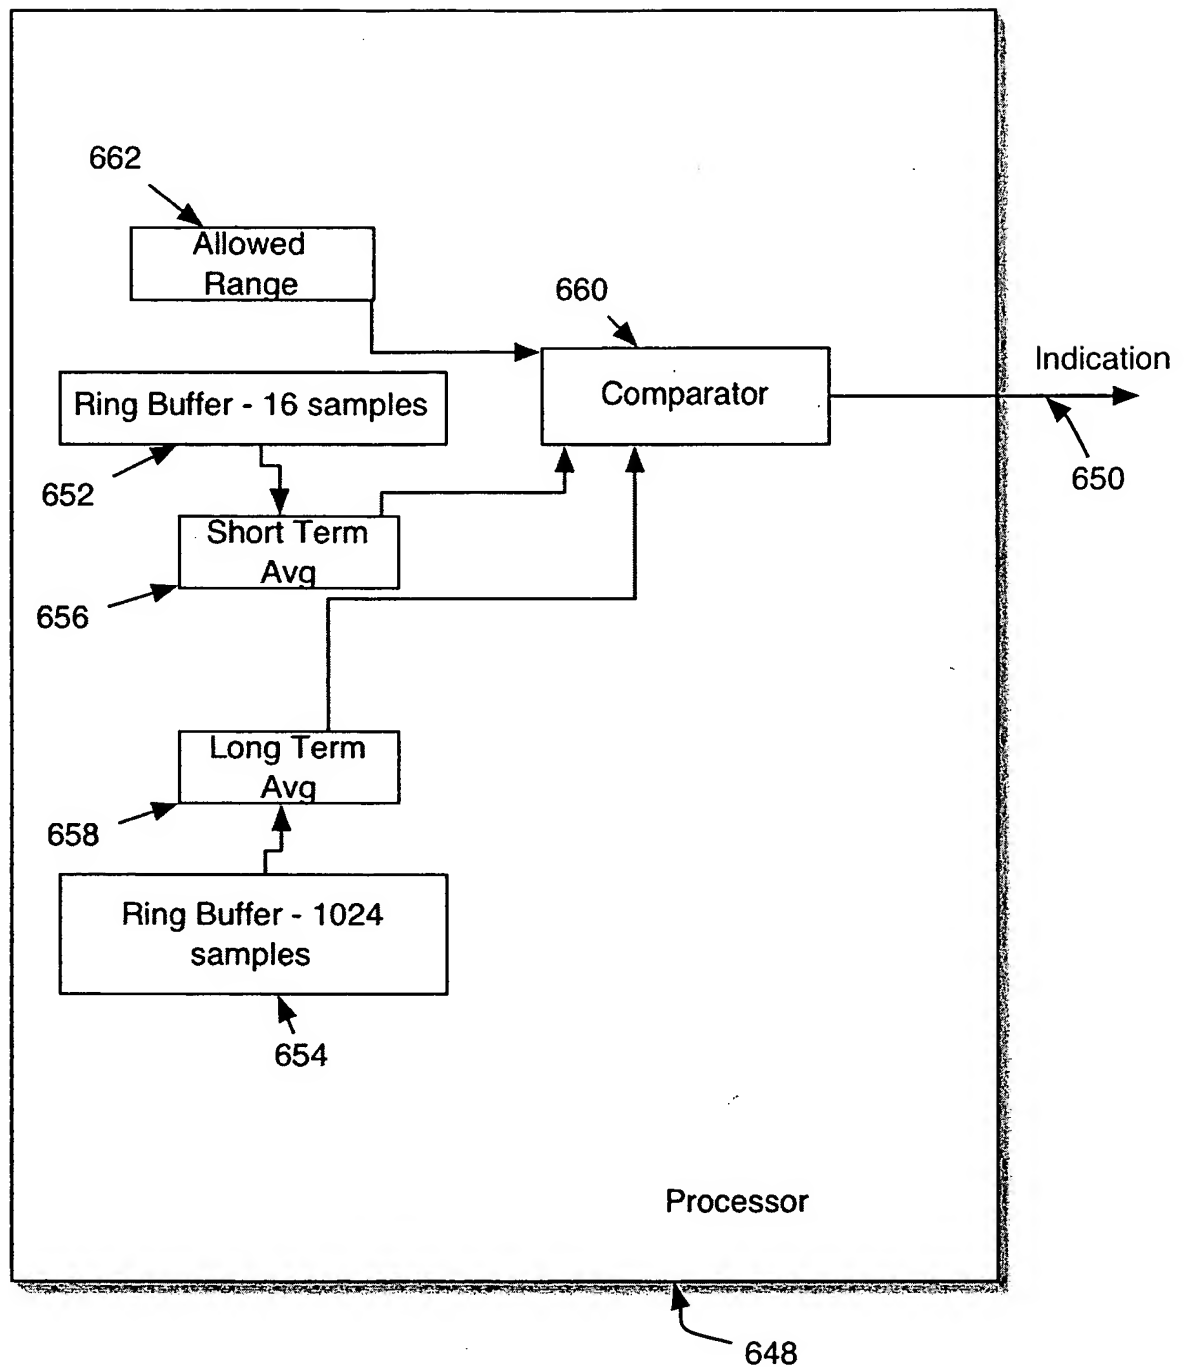 662
Allowed
Range
660
Indication
Comparator
Ring Buffer - 16 samples
650
652
Short Term
Avg
656
Long Term
Avg
658
Ring Buffer - 1024
samples
654
Processor
648